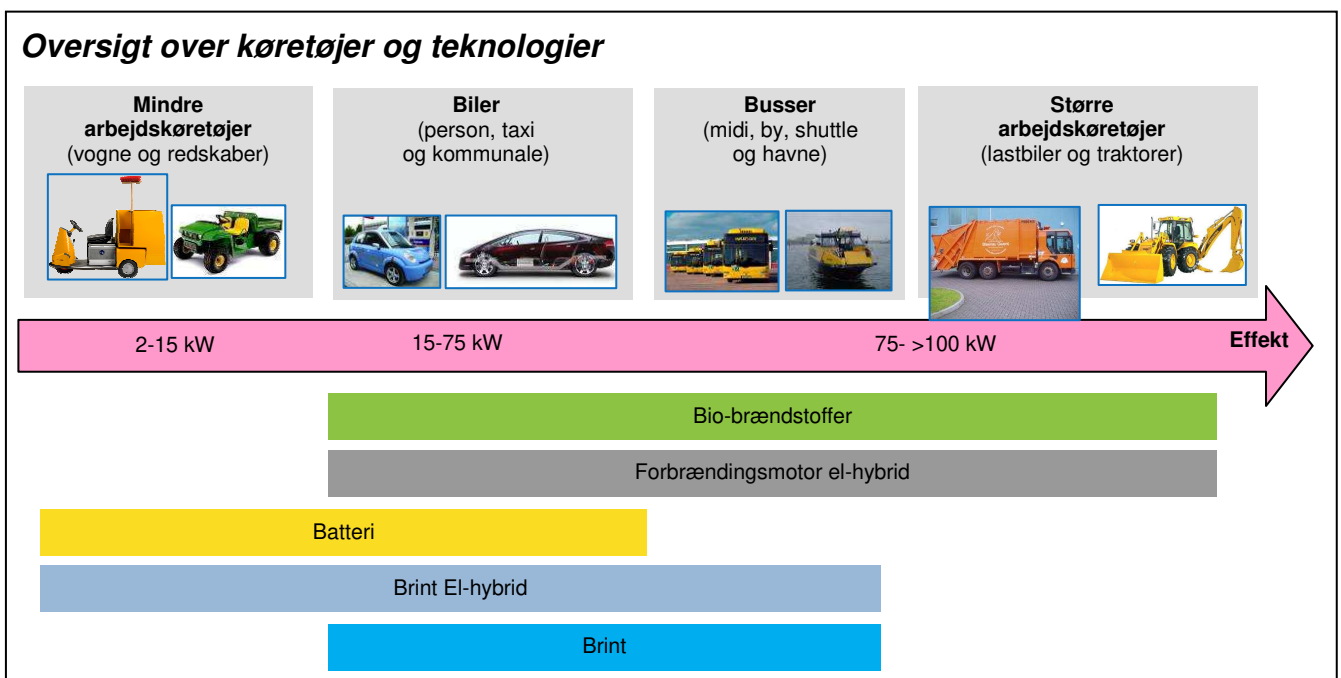 Oversigt over køretøjer og teknologier
Mindre
arbejdskøretøjer
(vogne og redskaber)
Biler
(person, taxi
og kommunale)
Busser
(midi, by, shuttle
og havne)
Større
arbejdskøretøjer
(lastbiler og traktorer)
2-15 kW
15-75 kW
75- >100 kW
Effekt
Bio-brændstoffer
Forbrændingsmotor el-hybrid
Batteri
Brint El-hybrid
Brint